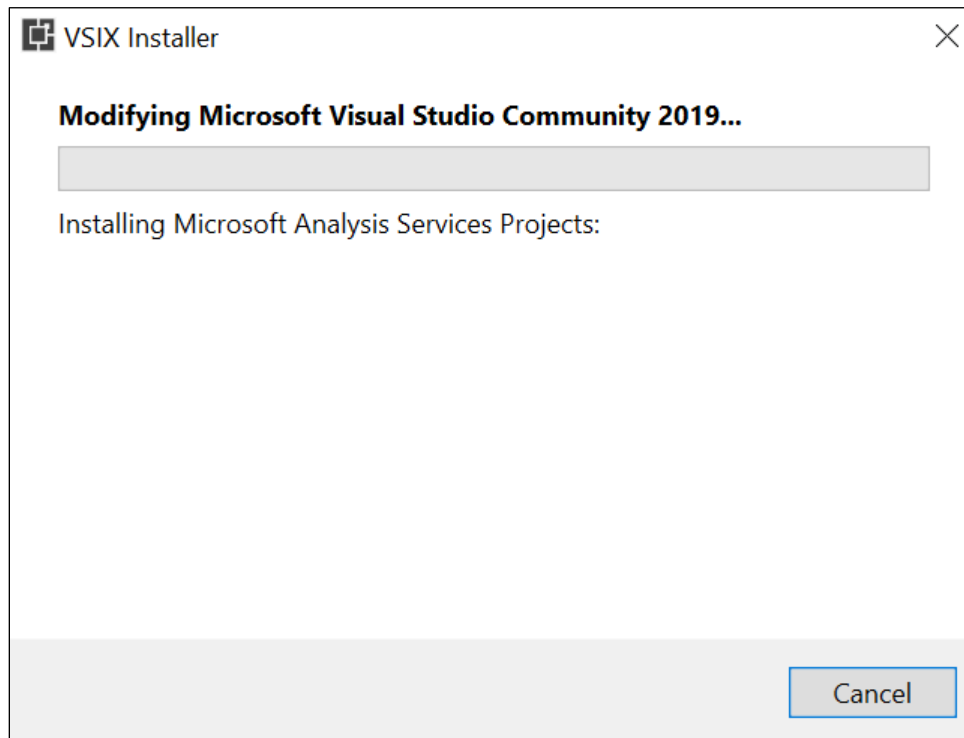 VSIX Installer
Modifying Microsoft Visual Studio Community 2019...
Installing Microsoft Analysis Services Projects:
Cancel